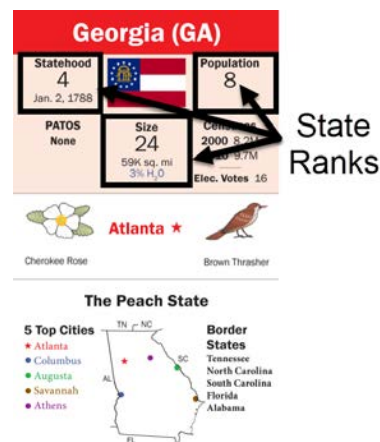 Georgia (GA)
Statehood
4
Jan. 2, 1788
Population
8
PATOS
None
Size
24
59K sq. mi
3% H₂O
2000 8.2M
9.7M
Elec. Votes 16
State
Ranks
Atlanta ★
Cherokee Rose
Brown Thrasher
The Peach State
5 Top Cities
★ Atlanta
• Columbus
• Augusta
• Savannah
• Athens
TN NC
SC
AL
FL
Border
States
Tennessee
North Carolina
South Carolina
Florida
Alabama